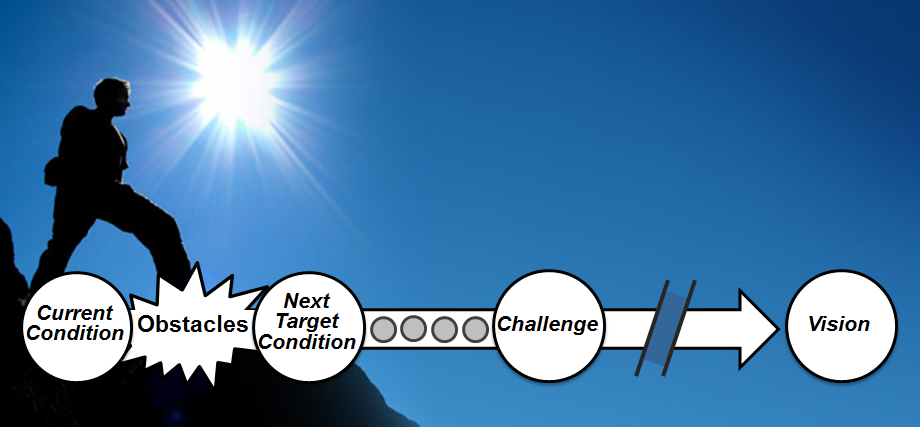 Current
Condition
Obstacles
Next
Target
Condition
Challenge
Vision